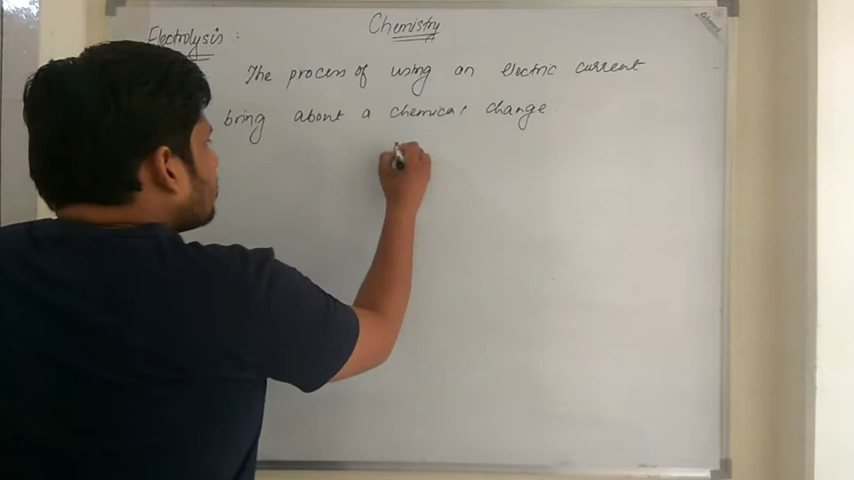 Chemistry
Electrolysis :
The process of using an electric current
bring about a chemical change